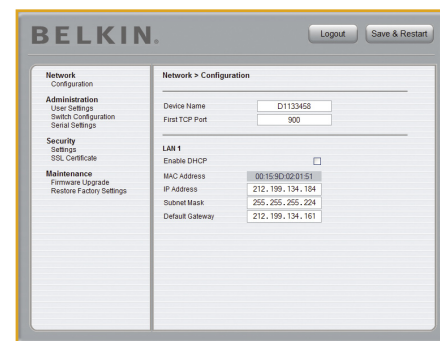 BELKIN.
Logout
Save & Restart
Network
Configuration
Administration
User Settings
Switch Configuration
Serial Settings
Security
Settings
SSL Certificate
Maintenance
Firmware Upgrade
Restore Factory Settings
Network > Configuration
Device Name D1133458
First TCP Port 900
LAN 1
Enable DHCP
MAC Address 00:15:9D:02:01:51
IP Address 212.199.134.184
Subnet Mask 255.255.255.224
Default Gateway 212.199.134.161